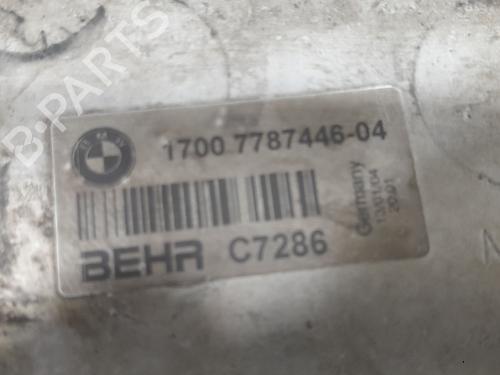 B-PARTS
BMW
1700 7787446-04
Germany
13/01/04
20:01
BEHR C7286